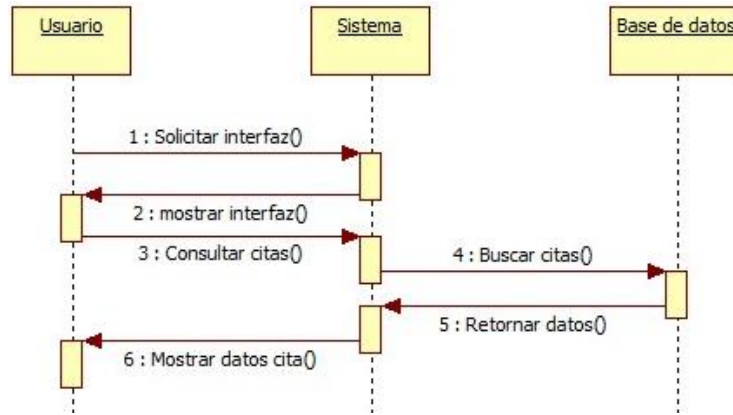 Usuario
Sistema
Base de datos
1 : Solicitar interfaz()
2 : mostrar interfaz()
3 : Consultar citas()
4 : Buscar citas()
5 : Retornar datos()
6 : Mostrar datos cita()